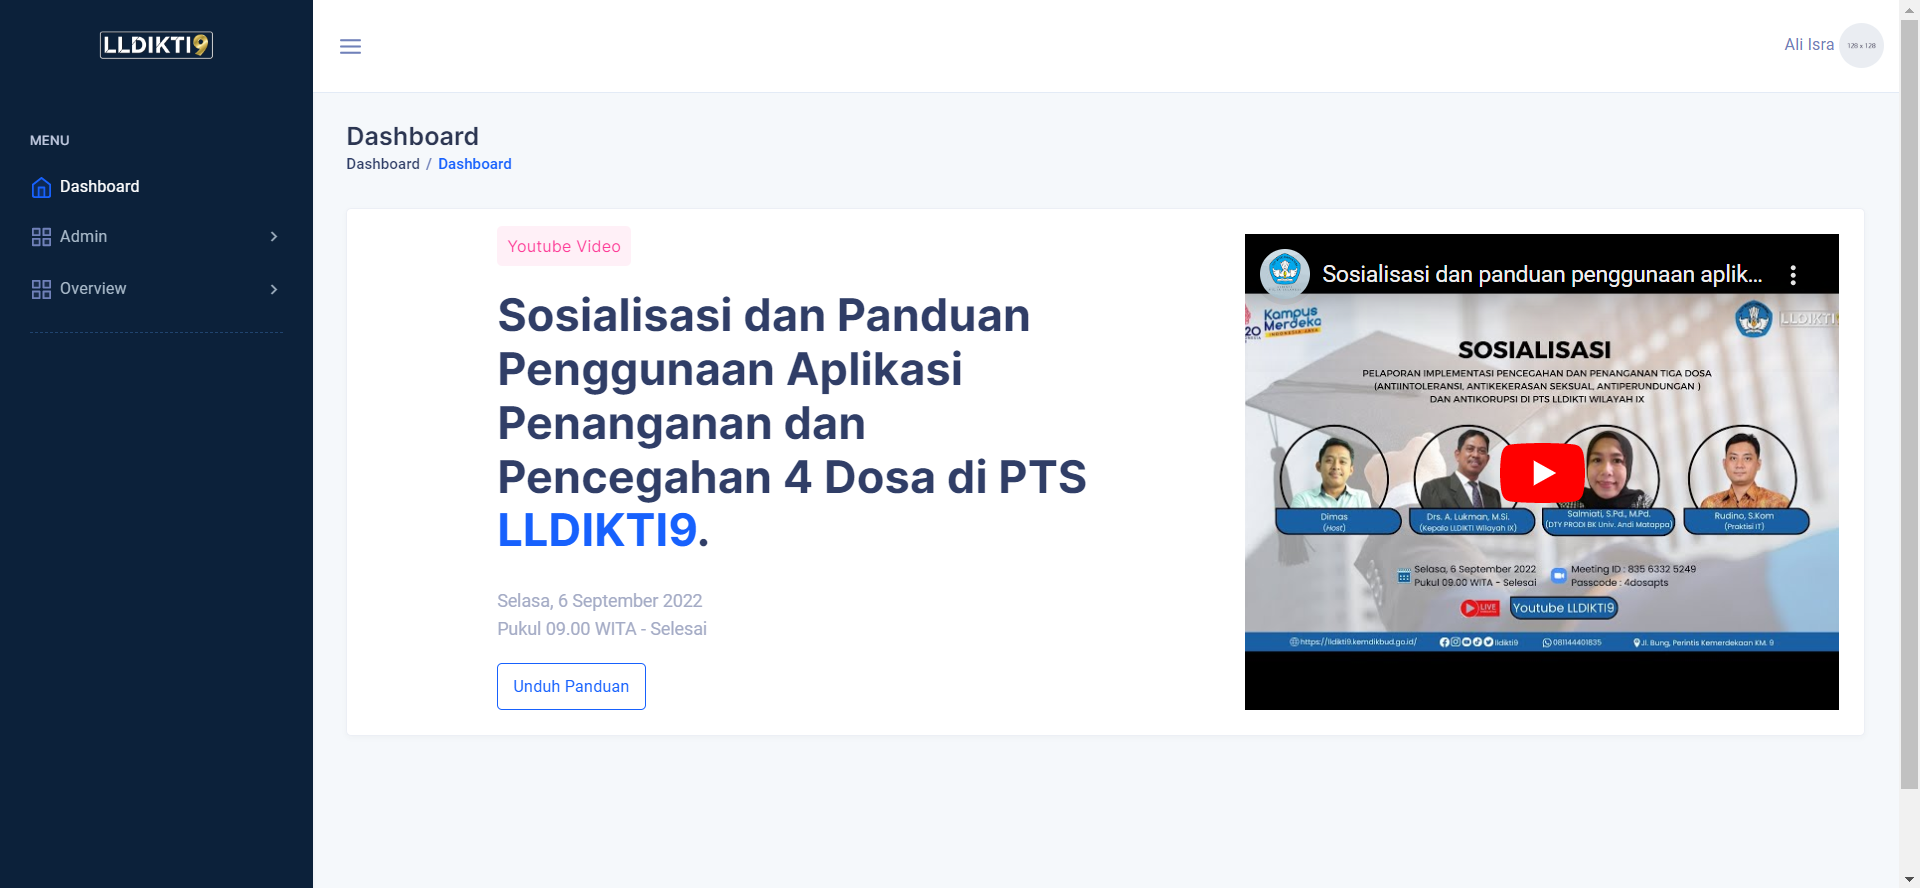 LLDIKTI9
Ali Isra
128 x 128
MENU
Dashboard
Admin
Overview
Dashboard
Dashboard / Dashboard
Youtube Video
Sosialisasi dan Panduan
Penggunaan Aplikasi
Penanganan dan
Pencegahan 4 Dosa di PTS
LLDIKTI9.
Selasa, 6 September 2022
Pukul 09.00 WITA - Selesai
Unduh Panduan
Sosialisasi dan panduan penggunaan aplik...
20
Kampus
Merdeka
INDONESIA JAYA
LLDIKTI9
SOSIALISASI
PELAPORAN IMPLEMENTASI PENCEGAHAN DAN PENANGANAN TIGA DOSA
(ANTIINTOLERANSI, ANTIKEKERASAN SEKSUAL, ANTIPERUNDUNGAN )
DAN ANTIKORUPSI DI PTS LLDIKTI WILAYAH IX
Dimas
(Host)
Drs. A. Lukman, M.Si.
(Kepala LLDIKTI Wilayah IX)
Salmiati, S.Pd., M.Pd.
(DTY PRODI BK Univ. Andi Matappa)
Rudino, S.Kom
(Praktisi IT)
Selasa, 6 September 2022
Pukul 09.00 WITA - Selesai
Meeting ID : 835 6332 5249
Passcode : 4dosapts
LIVE
Youtube LLDIKTI9
https://lldikti9.kemdikbud.go.id/
lldikti9
081144401835
Jl. Bung, Perintis Kemerdekaan KM. 9